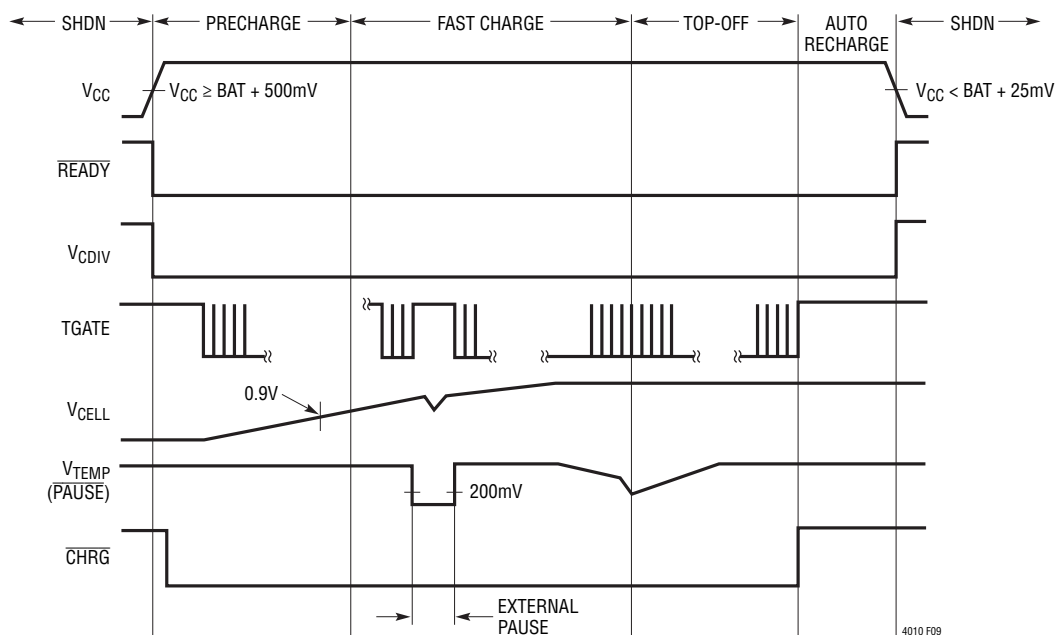 SHDN PRECHARGE FAST CHARGE TOP-OFF AUTO RECHARGE SHDN
VCC VCC ≥ BAT + 500mV VCC < BAT + 25mV
READY
VCDIV
TGATE
0.9V
VCELL
VTEMP
(PAUSE)
200mV
CHRG
EXTERNAL
PAUSE
4010 F09